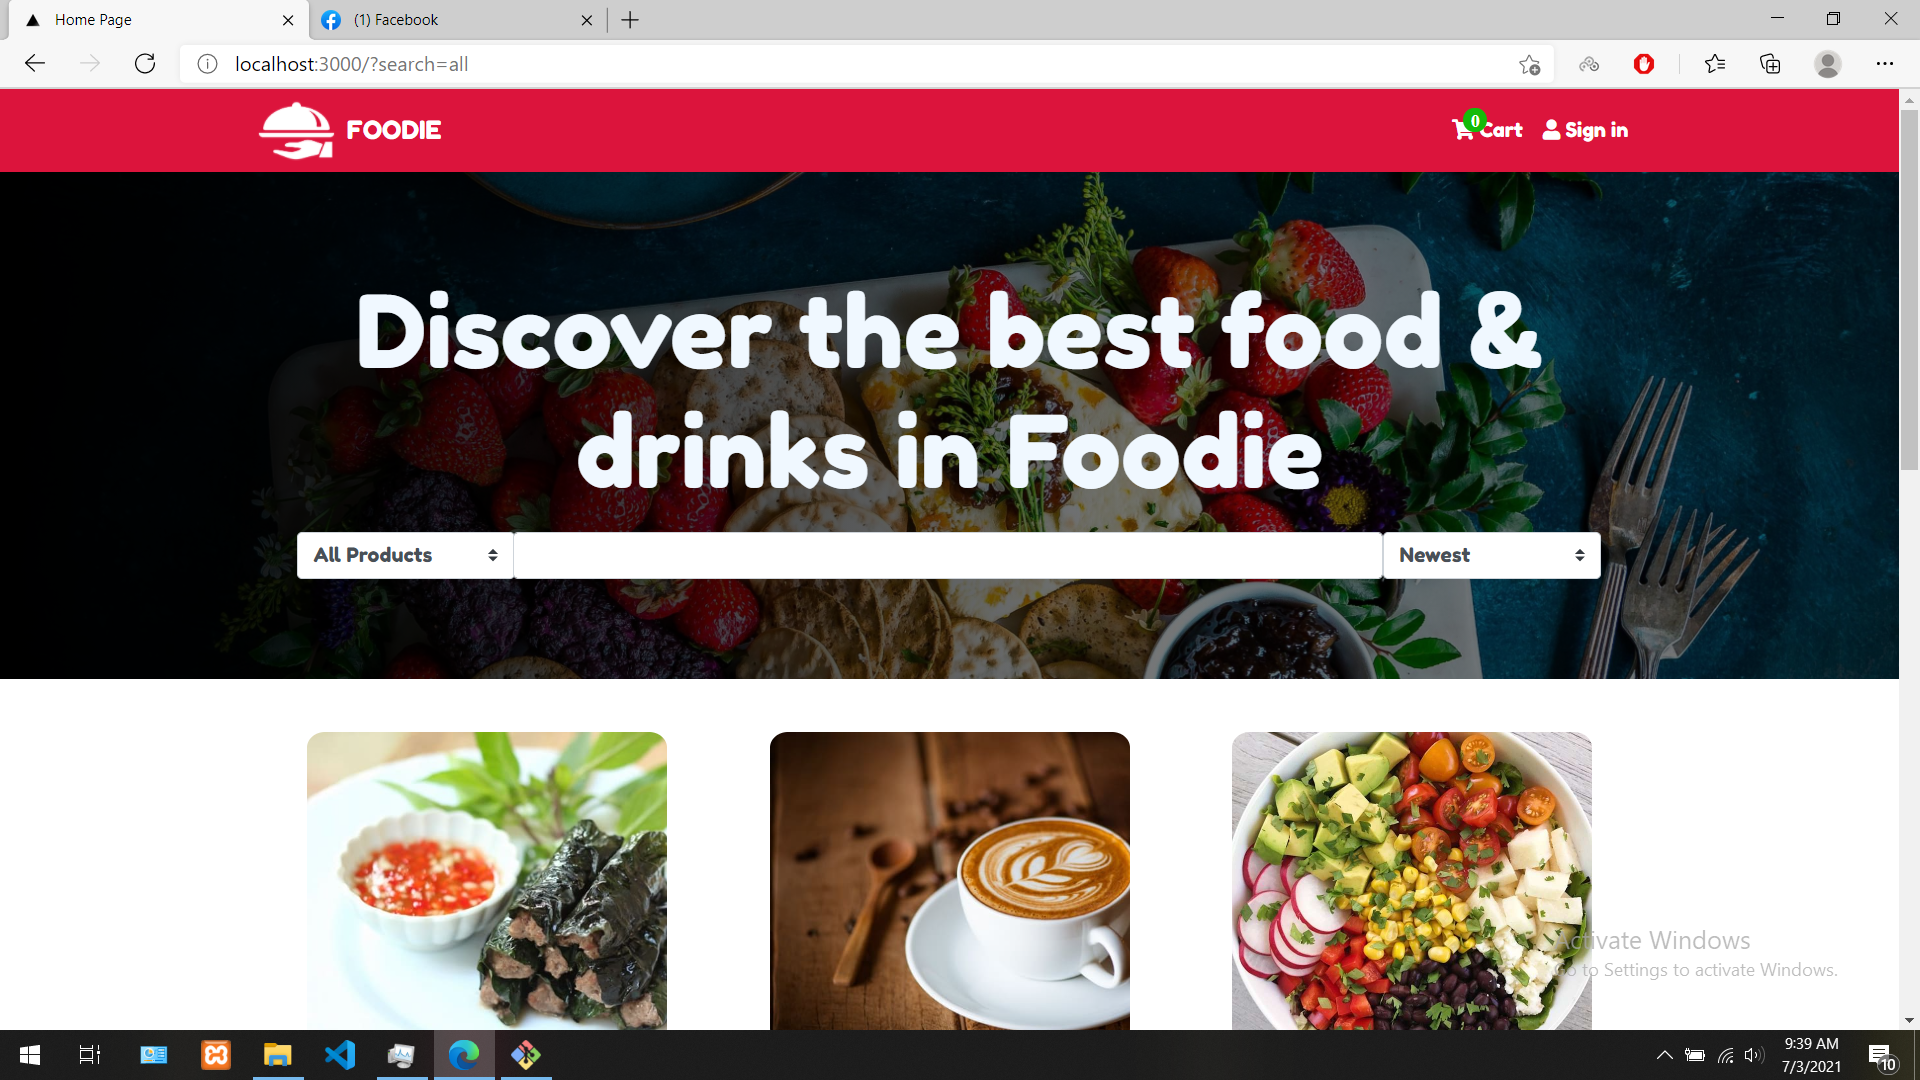 Home Page
(1) Facebook
localhost:3000/?search=all
FOODIE
0
Cart
Sign in
Discover the best food &
drinks in Foodie
All Products
Newest
Activate Windows
Go to Settings to activate Windows.
9:39 AM
7/3/2021
10